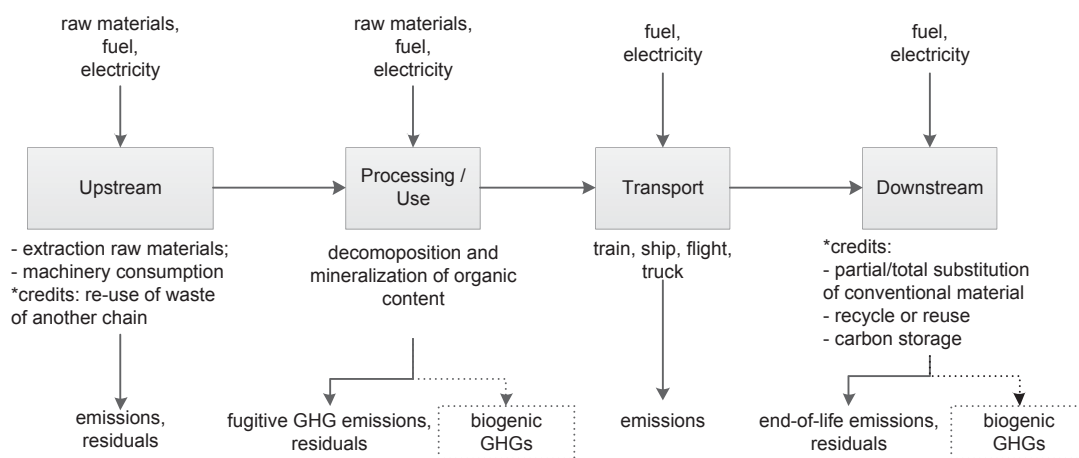 raw materials,
fuel,
electricity
raw materials,
fuel,
electricity
fuel,
electricity
fuel,
electricity
Upstream
Processing /
Use
Transport
Downstream
- extraction raw materials;
- machinery consumption
*credits: re-use of waste
of another chain
decomoposition and
mineralization of organic
content
train, ship, flight,
truck
*credits:
- partial/total substitution
of conventional material
- recycle or reuse
- carbon storage
emissions,
residuals
fugitive GHG emissions,
residuals
biogenic
GHGs
emissions
end-of-life emissions,
residuals
biogenic
GHGs